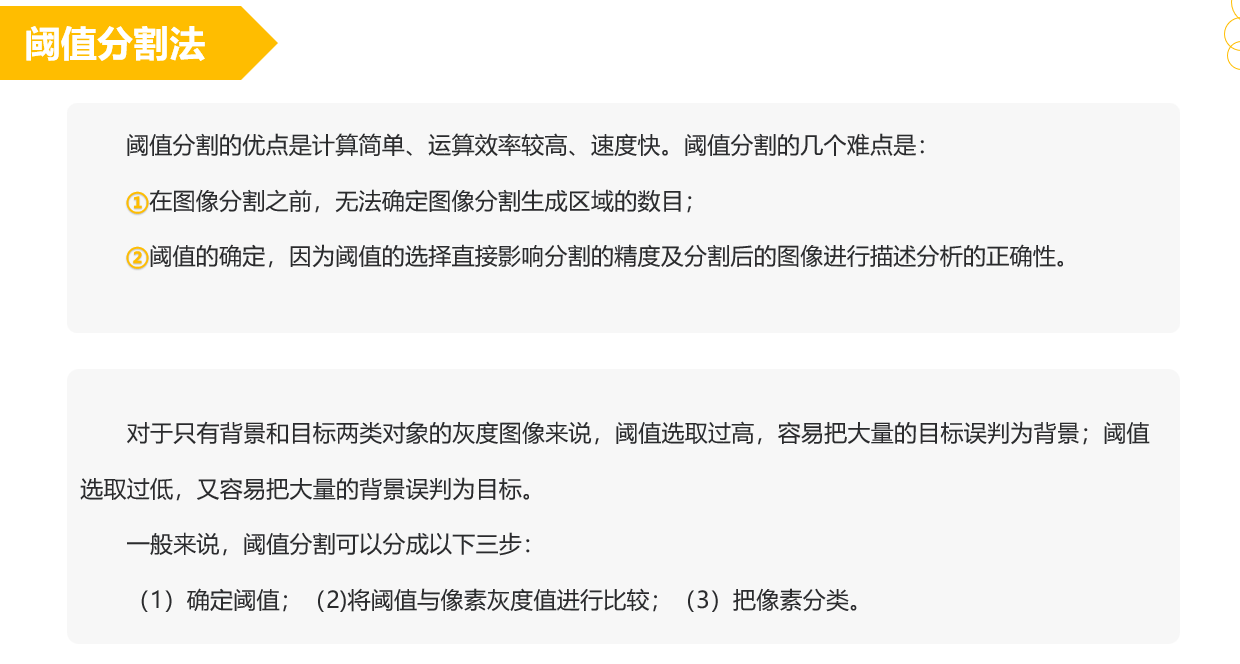 阈值分割法
阈值分割的优点是计算简单、运算效率较高、速度快。阈值分割的几个难点是：
①在图像分割之前，无法确定图像分割生成区域的数目；
②阈值的确定，因为阈值的选择直接影响分割的精度及分割后的图像进行描述分析的正确性。
对于只有背景和目标两类对象的灰度图像来说，阈值选取过高，容易把大量的目标误判为背景；阈值
选取过低，又容易把大量的背景误判为目标。
一般来说，阈值分割可以分成以下三步：
（1）确定阈值；（2)将阈值与像素灰度值进行比较；（3）把像素分类。